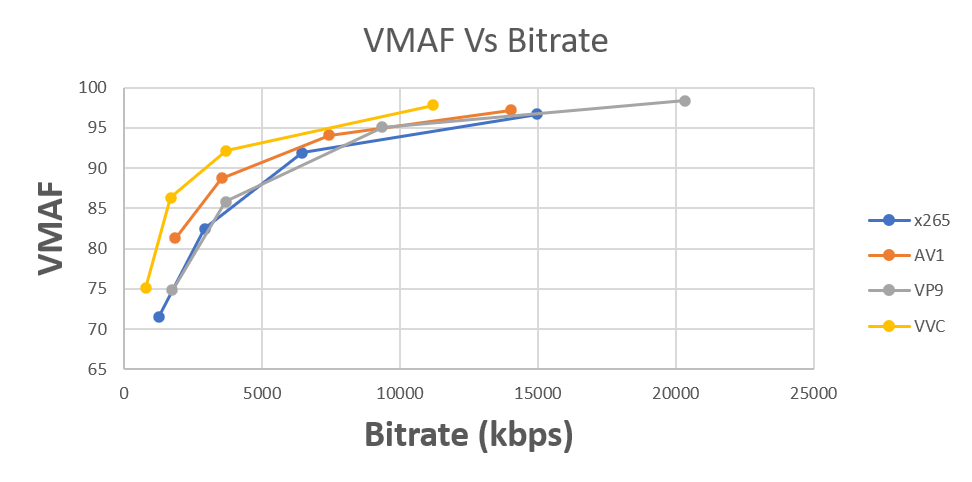 VMAF Vs Bitrate
100
95
90
85
80
75
70
65
VMAF
0 5000 10000 15000 20000 25000
Bitrate (kbps)
x265
AV1
VP9
VVC